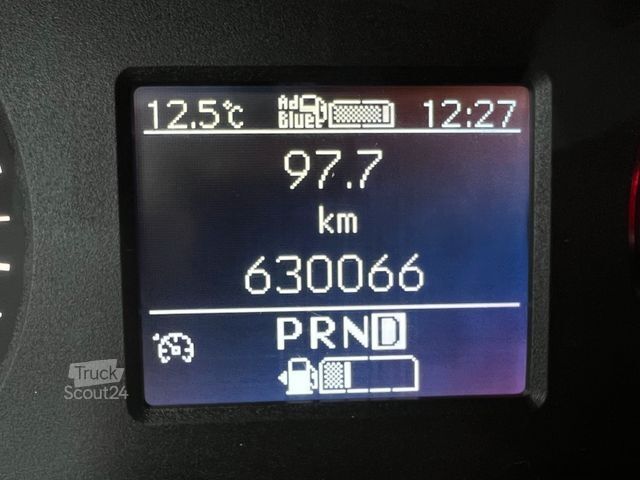 12.5°C Ad Blue 12:27
97.7
km
630066
PRND
Truck
Scout24